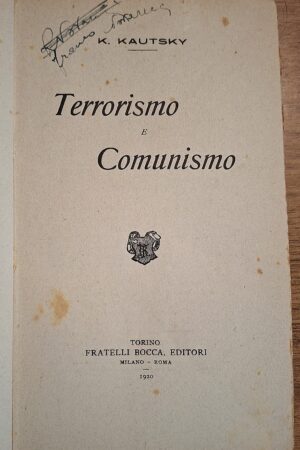 K. KAUTSKY
Terrorismo
E
Comunismo
TORINO
FRATELLI BOCCA, EDITORI
MILANO - ROMA
1920